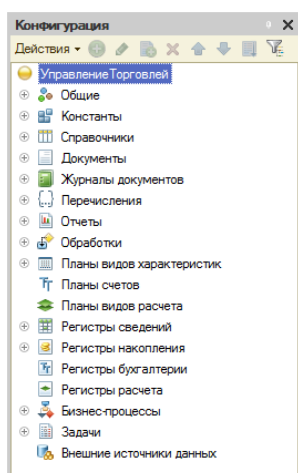 Конфигурация
Действия
УправлениеТорговлей
Общие
Константы
Справочники
Документы
Журналы документов
Перечисления
Отчеты
Обработки
Планы видов характеристик
Планы счетов
Планы видов расчета
Регистры сведений
Регистры накопления
Регистры бухгалтерии
Регистры расчета
Бизнес-процессы
Задачи
Внешние источники данных